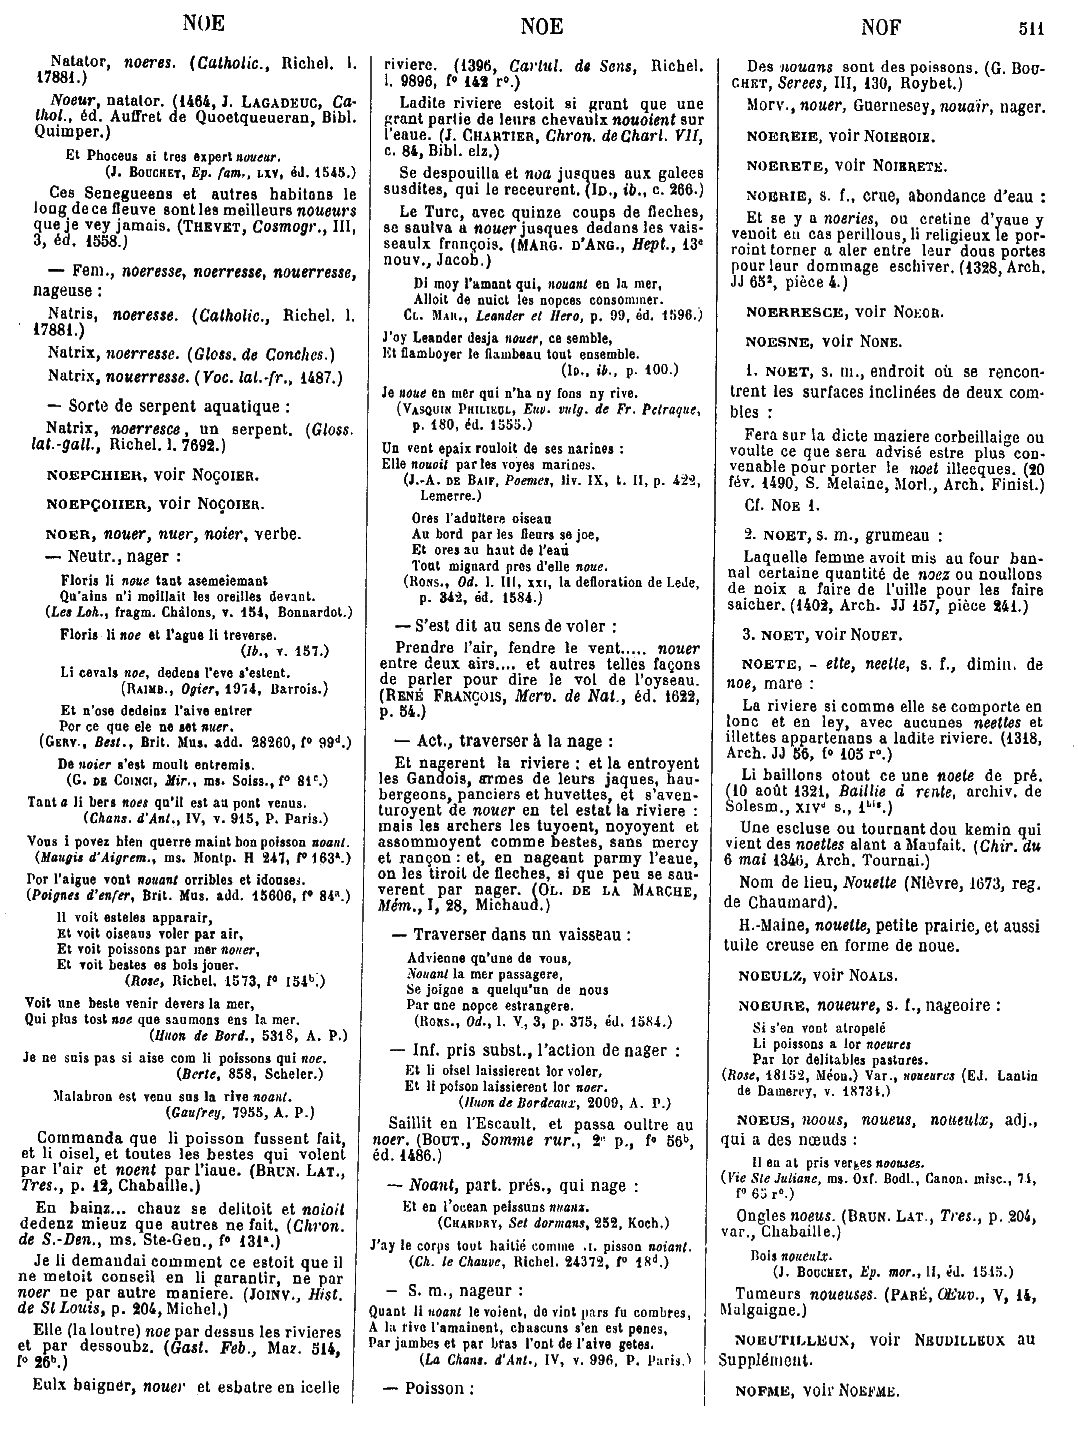 NOE
NOE
NOF
511
Natator, noeres. (Catholic., Richel. l.
17881.)
Noeur, natator. (1464, J. LAGADEUC, Ca-
thol., éd. Auffret de Quoetqueueran, Bibl.
Quimper.)
Et Phoceus si tres expert noueur.
(J. BOUCHET, Ep. fam., LXV, éd. 1545.)
Ces Senegueens et autres habitans le
long de ce fleuve sont les meilleurs noueurs
que je vey jamais. (THEVET, Cosmogr., III,
3, éd. 1558.)
— Fem., noeresse, noerresse, nouerresse,
nageuse :
Natris, noeresse. (Catholic., Richel. l.
17881.)
Natrix, noerresse. (Gloss. de Conches.)
Natrix, nouerresse. (Voc. lat.-fr., 1487.)
— Sorte de serpent aquatique :
Natrix, noerresce, un serpent. (Gloss.
lat.-gall., Richel. l. 7692.)
NOEPCHIER, voir NOÇOIER.
NOEPÇOIIER, voir NOÇOIER.
NOER, nouer, nuer, noier, verbe.
— Neutr., nager :
Floris li noue tant asemeiemant
Qu'ains n'i moillait les oreilles devant.
(Les Loh., fragm. Châlons, v. 154, Bonnardot.)
Floris li noe et l'ague li treverse.
(Ib., v. 157.)
Li cevals noe, dedens l'eve s'estent.
(RAIMB., Ogier, 1974, Barrois.)
Et n'ose dedeinz l'aive entrer
Por ce que ele ne set nuer.
(GERV., Best., Brit. Mus. add. 28260, f° 99d.)
De noier s'est moult entremis.
(G. DE COINCI, Mir., ms. Soiss., f° 81c.)
Tant a li bers noes qu'il est au pont venus.
(Chans. d'Ant., IV, v. 915, P. Paris.)
Vous i povez bien querre maint bon poisson noant.
(Maugis d'Aigrem., ms. Montp. H 247, f° 163a.)
Por l'aigue vont nouant orribles et idouses.
(Poignes d'enfer, Brit. Mus. add. 15606, f° 84a.)
Il voit esteles apparair,
Et voit oiseaus voler par air,
Et voit poissons par mer nouer,
Et voit bestes es bois jouer.
(Rose, Richel. 1573, f° 154b.)
Voit une beste venir devers la mer,
Qui plus tost noe que saumons ens la mer.
(Huon de Bord., 5318, A. P.)
Je ne suis pas si aise com li poissons qui noe.
(Berte, 858, Scheler.)
Malabron est venu sus la rive noant.
(Gaufrey, 7955, A. P.)
Commanda que li poisson fussent fait,
et li oisel, et toutes les bestes qui volent
par l'air et noent par l'iaue. (BRUN. LAT.,
Tres., p. 12, Chabaille.)
En bainz... chauz se delitoit et noioit
dedenz mieuz que autres ne fait. (Chron.
de S.-Den., ms. Ste-Gen., f° 131a.)
Je li demandai comment ce estoit que il
ne metoit conseil en li garantir, ne par
noer ne par autre maniere. (JOINV., Hist.
de St Louis, p. 204, Michel.)
Elle (la loutre) noe par dessus les rivieres
et par dessoubz. (Gast. Feb., Maz. 514,
f° 26b.)
Eulx baigner, nouer et esbatre en icelle
riviere. (1396, Cartul. de Sens, Richel.
l. 9896, f° 142 r°.)
Ladite riviere estoit si grant que une
grant partie de leurs chevaulx nouoient sur
l'eaue. (J. CHARTIER, Chron. de Charl. VII,
c. 84, Bibl. elz.)
Se despouilla et noa jusques aux galees
susdites, qui le receurent. (ID., ib., c. 266.)
Le Turc, avec quinze coups de fleches,
se saulva a nouer jusques dedans les vais-
seaulx françois. (MARG. D'ANG., Hept., 13e
nouv., Jacob.)
Di moy l'amant qui, nouant en la mer,
Alloit de nuict les nopces consommer.
CL. MAR., Leander et Hero, p. 99, éd. 1596.)
J'oy Leander desja nouer, ce semble,
Et flamboyer le flambeau tout ensemble.
(ID., ib., p. 100.)
Je noue en mer qui n'ha ny fons ny rive.
(VASQUIN PHILIEUL, Euv. vulg. de Fr. Petraque,
p. 180, éd. 1555.)
Un vent epaix rouloit de ses narines :
Elle nouoit par les voyes marines.
(J.-A. DE BAIF, Poemes, liv. IX, t. II, p. 422,
Lemerre.)
Ores l'adultere oiseau
Au bord par les fleurs se joe,
Et ores au haut de l'eau
Tout mignard pres d'elle noue.
(RONS., Od. l. III, XXI, la defloration de Lede,
p. 342, éd. 1584.)
— S'est dit au sens de voler :
Prendre l'air, fendre le vent..... nouer
entre deux airs.... et autres telles façons
de parler pour dire le vol de l'oyseau.
(RENÉ FRANÇOIS, Merv. de Nat., éd. 1622,
p. 54.)
— Act., traverser à la nage :
Et nagerent la riviere : et la entroyent
les Gandois, armes de leurs jaques, hau-
bergeons, panciers et huvettes, et s'aven-
turoyent de nouer en tel estat la riviere :
mais les archers les tuyoent, noyoyent et
assommoyent comme bestes, sans mercy
et rançon : et, en nageant parmy l'eaue,
on les tiroit de fleches, si que peu se sau-
verent par nager. (OL. DE LA MARCHE,
Mém., I, 28, Michaud.)
— Traverser dans un vaisseau :
Advienne qu'une de vous,
Nouant la mer passagere,
Se joigne a quelqu'un de nous
Par une nopce estrangere.
(RONS., Od., l. V, 3, p. 375, éd. 1584.)
— Inf. pris subst., l'action de nager :
Et li oisel laissierent lor voler,
Et li poison laissierent lor noer.
(Huon de Bordeaux, 2009, A. P.)
Saillit en l'Escault, et passa oultre au
noer. (BOUT., Somme rur., 2e p., f° 56b,
éd. 1486.)
— Noant, part. prés., qui nage :
Et en l'ocean peissuns nuanz.
(CHARDRY, Set dormans, 252, Koch.)
J'ay le corps tout haitié comme .I. pisson noiant.
(Ch. le Chauve, Richel. 24372, f° 18d.)
— S. m., nageur :
Quant li noant le voient, de vint pars fu combres,
A la rive l'amainent, chascuns s'en est penes,
Par jambes et par bras l'ont de l'aive getes.
(La Chans. d'Ant., IV, v. 996, P. Paris.)
— Poisson :
Des nouans sont des poissons. (G. BOU-
CHET, Serees, III, 130, Roybet.)
Morv., nouer, Guernesey, nouair, nager.
NOEREIE, voir NOIEROIE.
NOERETE, voir NOIERETE.
NOERIE, s. f., crue, abondance d'eau :
Et se y a noeries, ou cretine d'yaue y
venoit en cas perillous, li religieux le por-
roint torner a aler entre leur dous portes
pour leur dommage eschiver. (1328, Arch.
JJ 65², pièce 4.)
NOERRESCE, voir NOEOR.
NOESNE, voir NONE.
1. NOET, s. m., endroit où se rencon-
trent les surfaces inclinées de deux com-
bles :
Fera sur la dicte maziere corbeillaige ou
voulte ce que sera advisé estre plus con-
venable pour porter le noet illecques. (20
fév. 1490, S. Melaine, Morl., Arch. Finist.)
Cf. NOE 1.
2. NOET, s. m., grumeau :
Laquelle femme avoit mis au four ban-
nal certaine quantité de noez ou noullons
de noix a faire de l'uille pour les faire
saicher. (1402, Arch. JJ 157, pièce 241.)
3. NOET, voir NOUET.
NOETE, - ette, neelle, s. f., dimin. de
noe, mare :
La riviere si comme elle se comporte en
lonc et en ley, avec aucunes neettes et
illettes appartenans a ladite riviere. (1318,
Arch. JJ 56, f° 105 r°.)
Li baillons otout ce une noete de pré.
(10 août 1321, Baillie à rente, archiv. de
Solesm., XIVe s., 1bis.)
Une escluse ou tournant dou kemin qui
vient des noettes alant a Maufait. (Chir. du
6 mai 1346, Arch. Tournai.)
Nom de lieu, Nouette (Nièvre, 1673, reg.
de Chaumard).
H.-Maine, nouette, petite prairie, et aussi
tuile creuse en forme de noue.
NOEULZ, voir NOALS.
NOEURE, noueure, s. f., nageoire :
Si s'en vont atropelé
Li poissons a lor noeures
Par lor delitables pastures.
(Rose, 18152, Méon.) Var., noueures (Ed. Lantin
de Damerey, v. 18734.)
NOEUS, noous, noueus, noueulx, adj.,
qui a des nœuds :
Il en at pris verges noouses.
(Vie Ste Juliane, ms. Oxf. Bodl., Canon. misc., 74,
f° 65 r°.)
Ongles noeus. (BRUN. LAT., Tres., p. 204,
var., Chabaille.)
Bois noueulx.
(J. BOUCHET, Ep. mor., II, éd. 1545.)
Tumeurs noueuses. (PARÉ, Œuv., V, 14,
Malgaigne.)
NOEUTILLEUX, voir NEUDILLEUX au
Supplément.
NOFME, voir NOEFME.